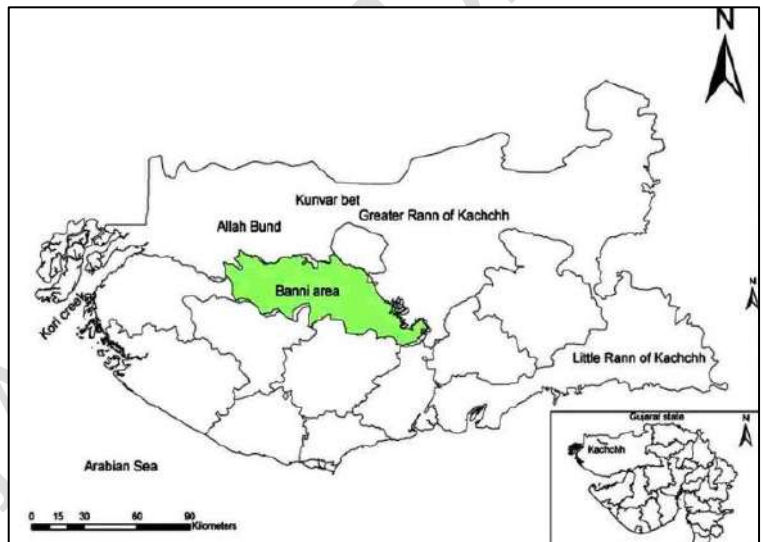 N
Kunvar bet
Greater Rann of Kachchh
Allah Bund
Banni area
Kori creek
N
Little Rann of Kachchh
Gujarat state
N
Kachchh
Arabian Sea
0 15 30 60 90
Kilometers